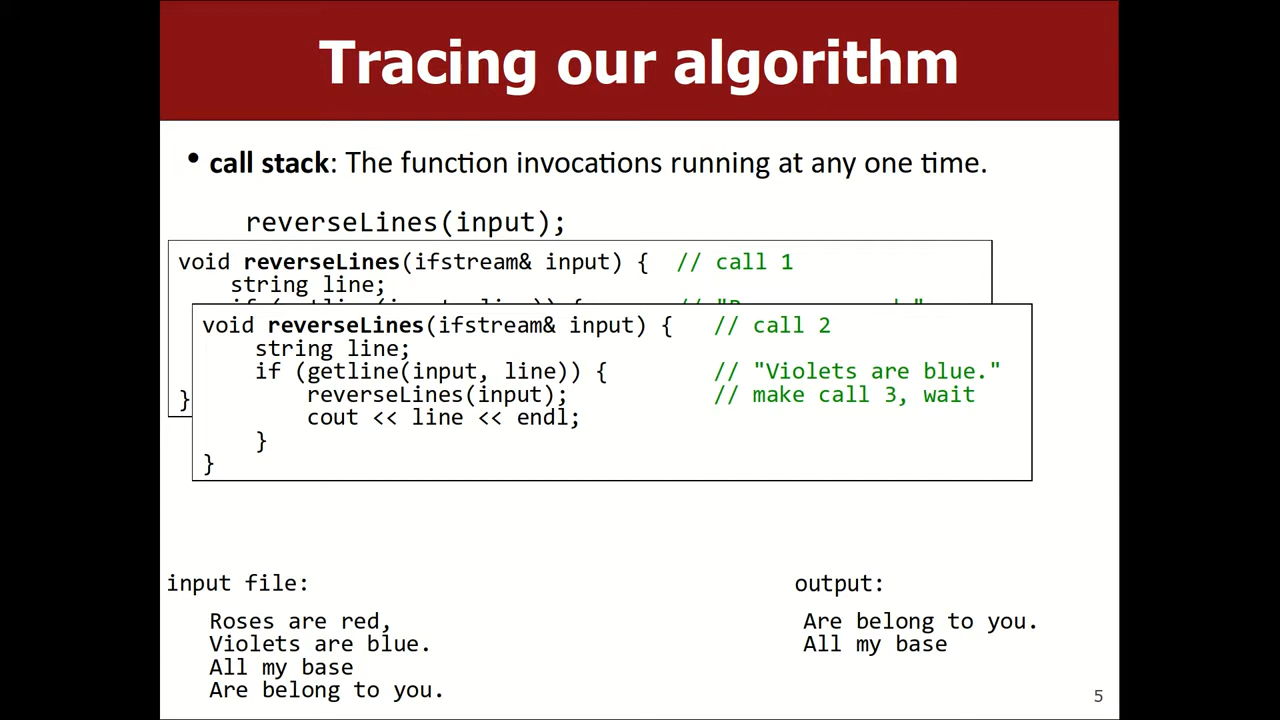 Tracing our algorithm
• call stack: The function invocations running at any one time.
reverseLines(input);
void reverseLines(ifstream& input) { // call 1
string line;
void reverseLines(ifstream& input) { // call 2
string line;
if (getline(input, line)) { // "Violets are blue."
reverseLines(input); // make call 3, wait
cout << line << endl;
}
}
}
input file:
Roses are red,
Violets are blue.
All my base
Are belong to you.
output:
Are belong to you.
All my base
5